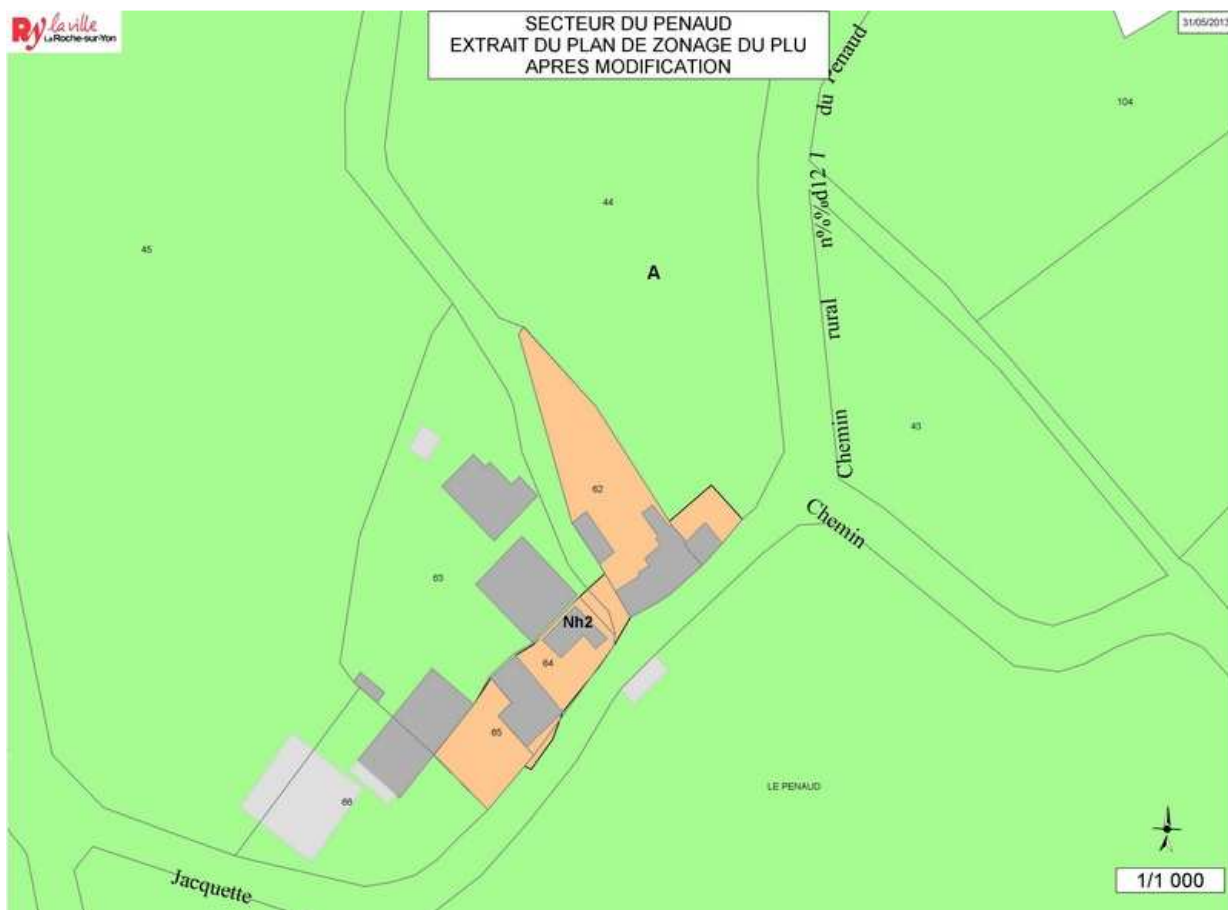 Ry la ville
La Roche-sur-Yon
SECTEUR DU PENAUD
EXTRAIT DU PLAN DE ZONAGE DU PLU
APRES MODIFICATION
31/05/2013
104
Chemin rural n%%d12 1 du Penaud
44
45
A
43
62
Chemin
63
Nh2
64
65
LE PENAUD
66
Jacquette
1/1 000